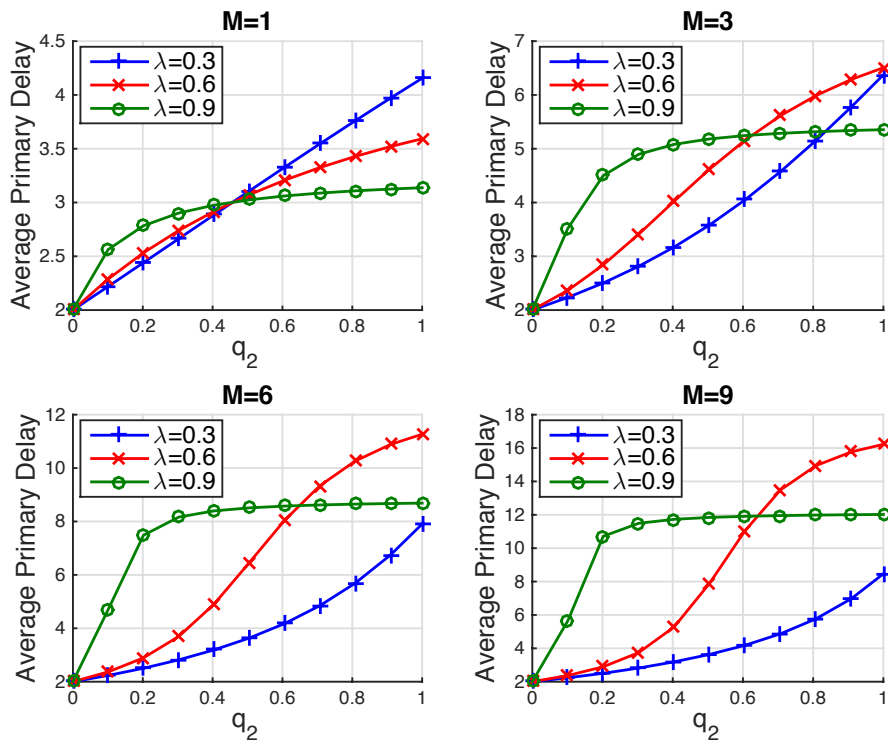 M=1
4.5
4
3.5
3
2.5
2
Average Primary Delay
λ=0.3
λ=0.6
λ=0.9
0
0.2
0.4
0.6
0.8
1
q2
M=3
7
6
5
4
3
2
Average Primary Delay
λ=0.3
λ=0.6
λ=0.9
0
0.2
0.4
0.6
0.8
1
q2
M=6
12
10
8
6
4
2
Average Primary Delay
λ=0.3
λ=0.6
λ=0.9
0
0.2
0.4
0.6
0.8
1
q2
M=9
18
16
14
12
10
8
6
4
2
Average Primary Delay
λ=0.3
λ=0.6
λ=0.9
0
0.2
0.4
0.6
0.8
1
q2